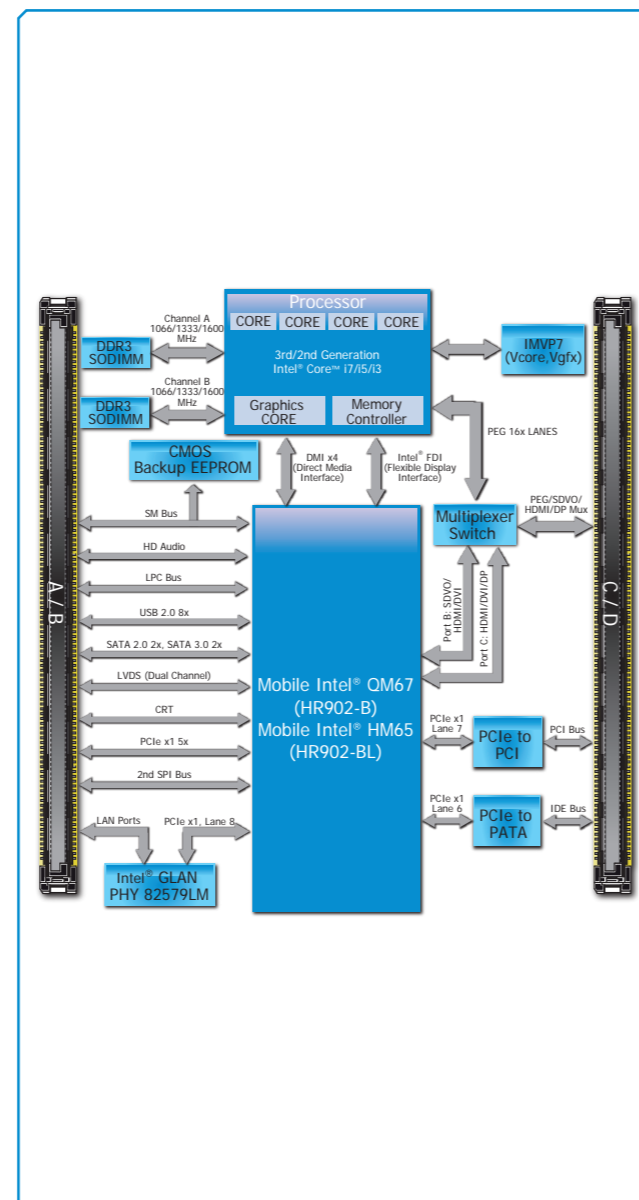 Processor
CORE CORE CORE CORE
3rd/2nd Generation
Intel® Core™ i7/i5/i3
Graphics
CORE
Memory
Controller
Channel A
1066/1333/1600
MHz
DDR3
SODIMM
Channel B
1066/1333/1600
MHz
DDR3
SODIMM
IMVP7
(Vcore,Vgfx)
CMOS
Backup EEPROM
DMI x4
(Direct Media
Interface)
Intel® FDI
(Flexible Display
Interface)
PEG 16x LANES
Multiplexer
Switch
PEG/SDVO/
HDMI/DP Mux
Port B: SDVO/
HDMI/DVI
Port C: HDMI/DVI/DP
A / B
C / D
SM Bus
HD Audio
LPC Bus
USB 2.0 8x
SATA 2.0 2x, SATA 3.0 2x
LVDS (Dual Channel)
CRT
PCIe x1 5x
2nd SPI Bus
LAN Ports
PCIe x1, Lane 8
Intel® GLAN
PHY 82579LM
Mobile Intel® QM67
(HR902-B)
Mobile Intel® HM65
(HR902-BL)
PCIe x1
Lane 7
PCIe to
PCI
PCI Bus
PCIe x1
Lane 6
PCIe to
PATA
IDE Bus